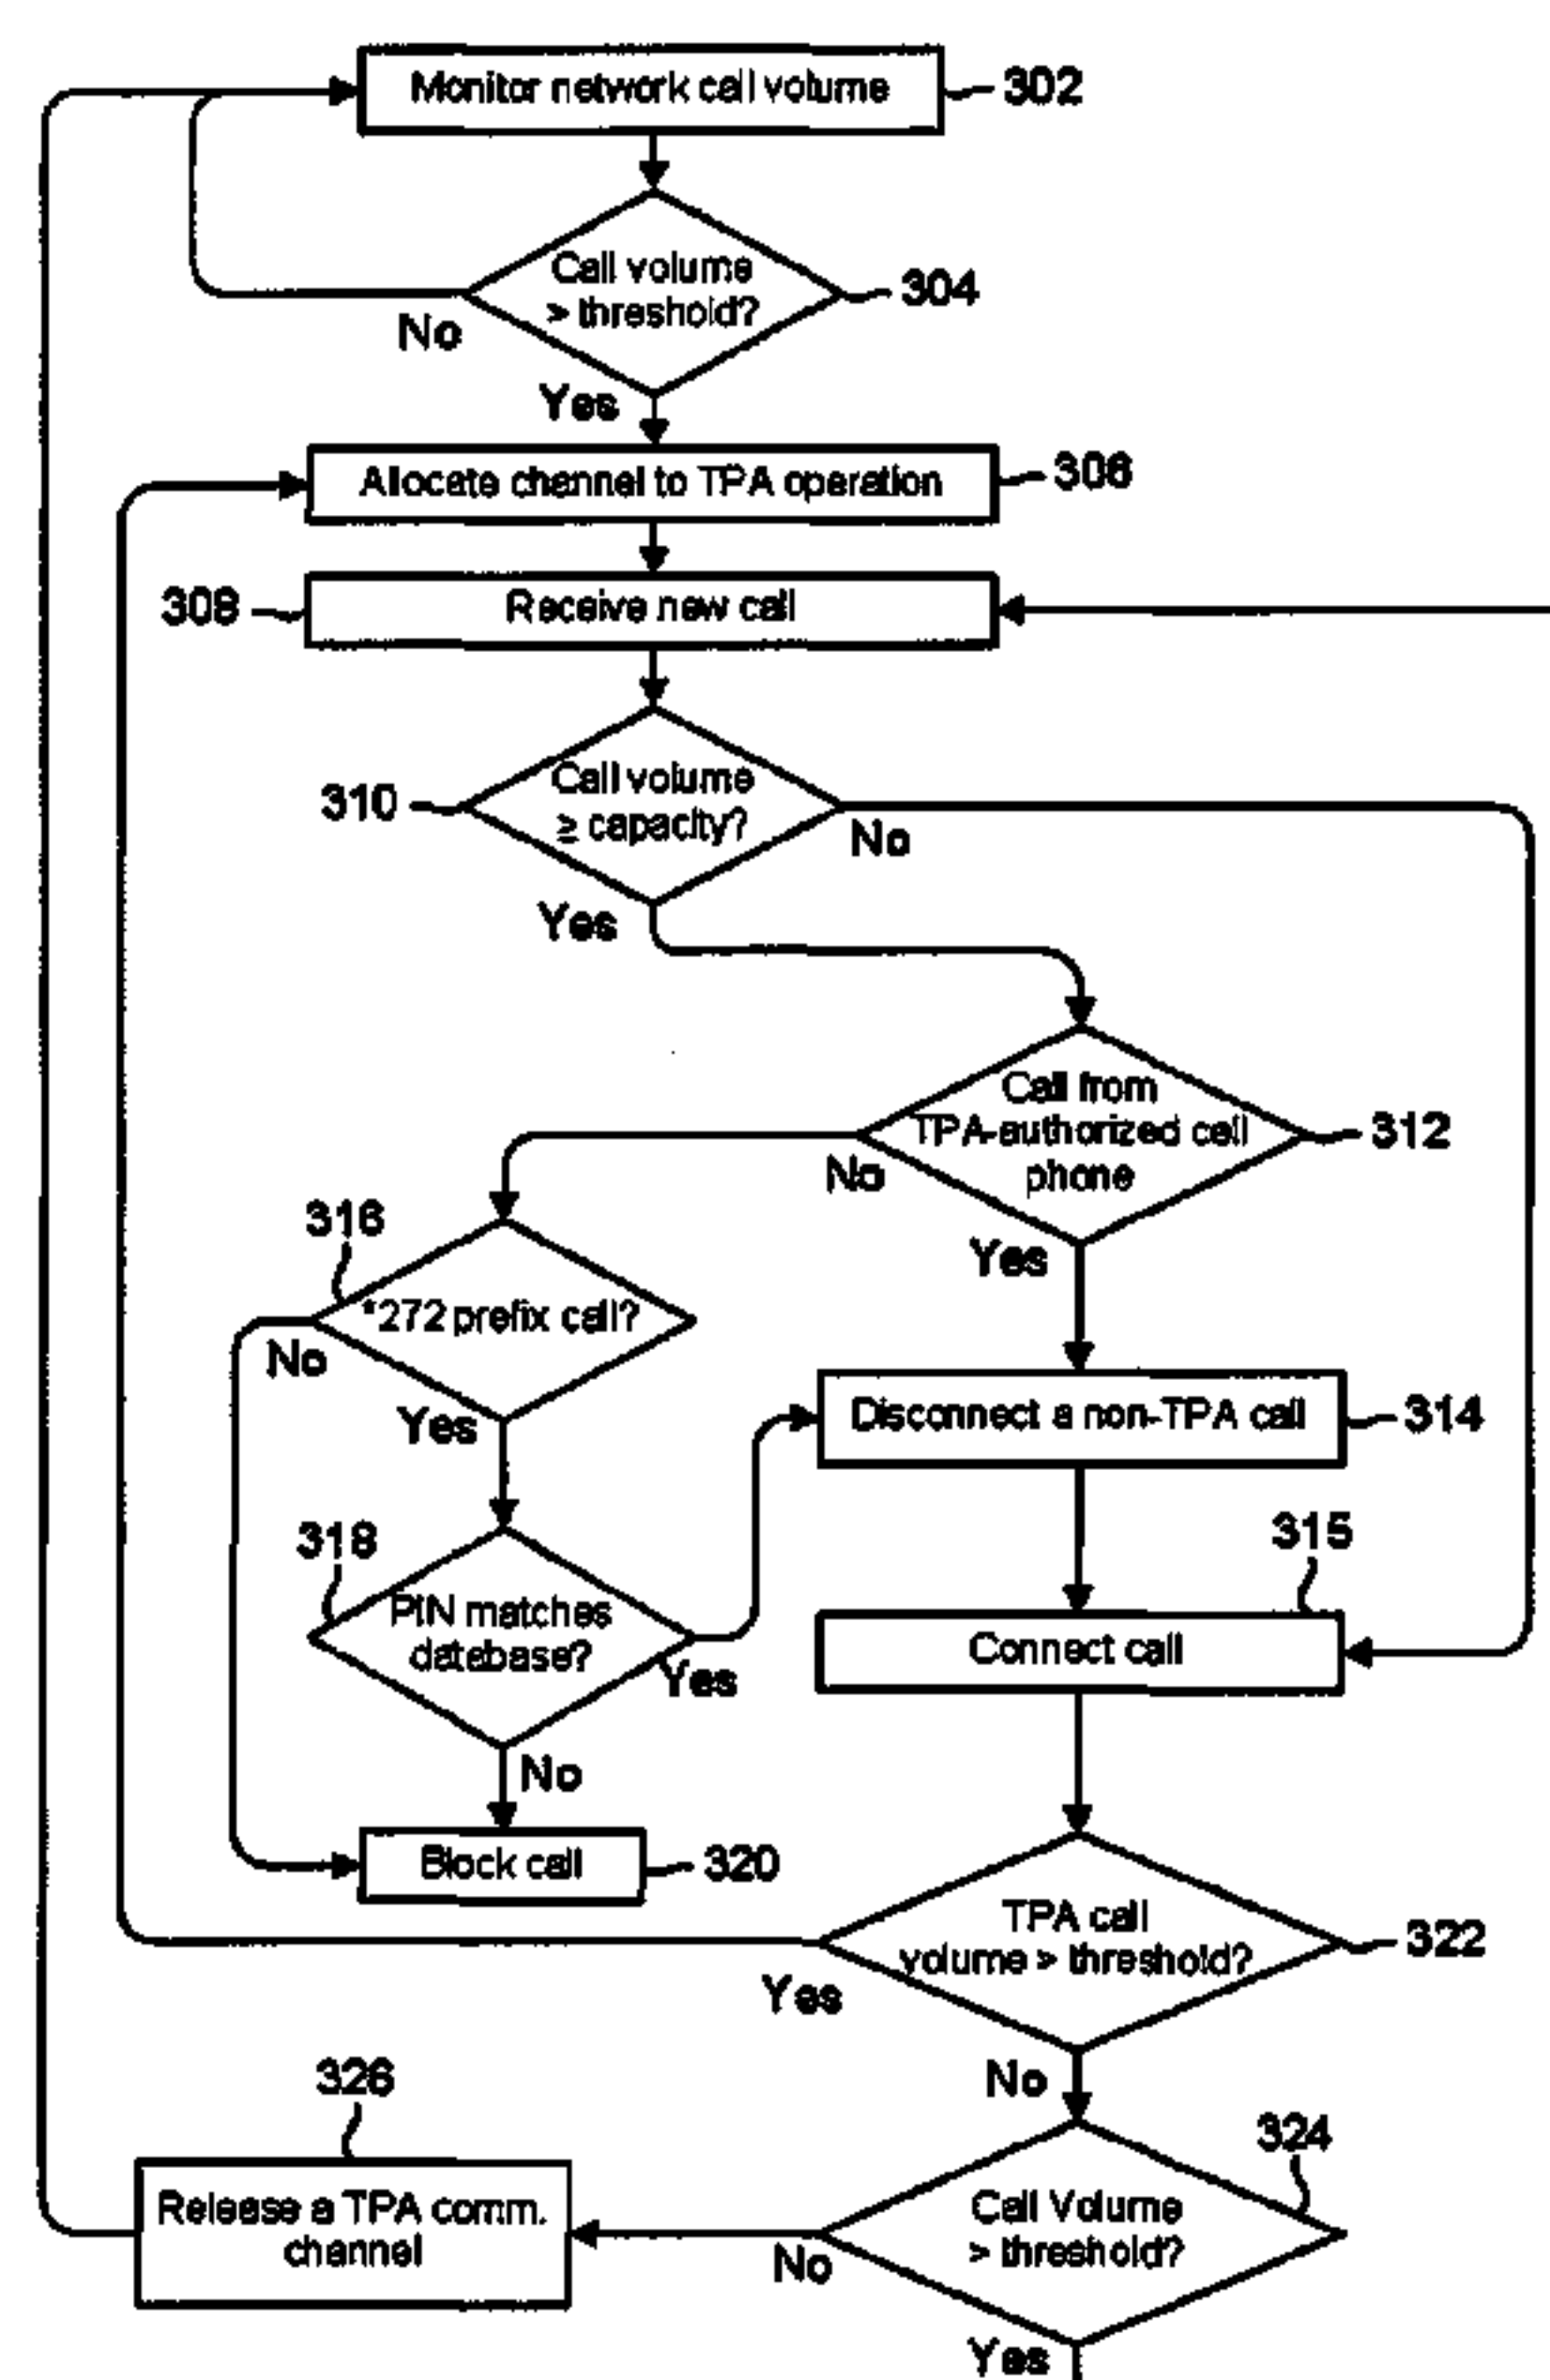 Monitor network call volume
302
Call volume
> threshold?
304
No
Yes
Allocate channel to TPA operation
306
308
Receive new call
310
Call volume
≥ capacity?
No
Yes
Call from
TPA-authorized cell
phone
312
No
Yes
316
*272 prefix call?
No
Yes
Disconnect a non-TPA call
314
318
PIN matches
database?
Yes
No
315
Connect call
Block call
320
TPA call
volume > threshold?
322
Yes
No
326
Release a TPA comm.
channel
324
Call Volume
> threshold?
No
Yes